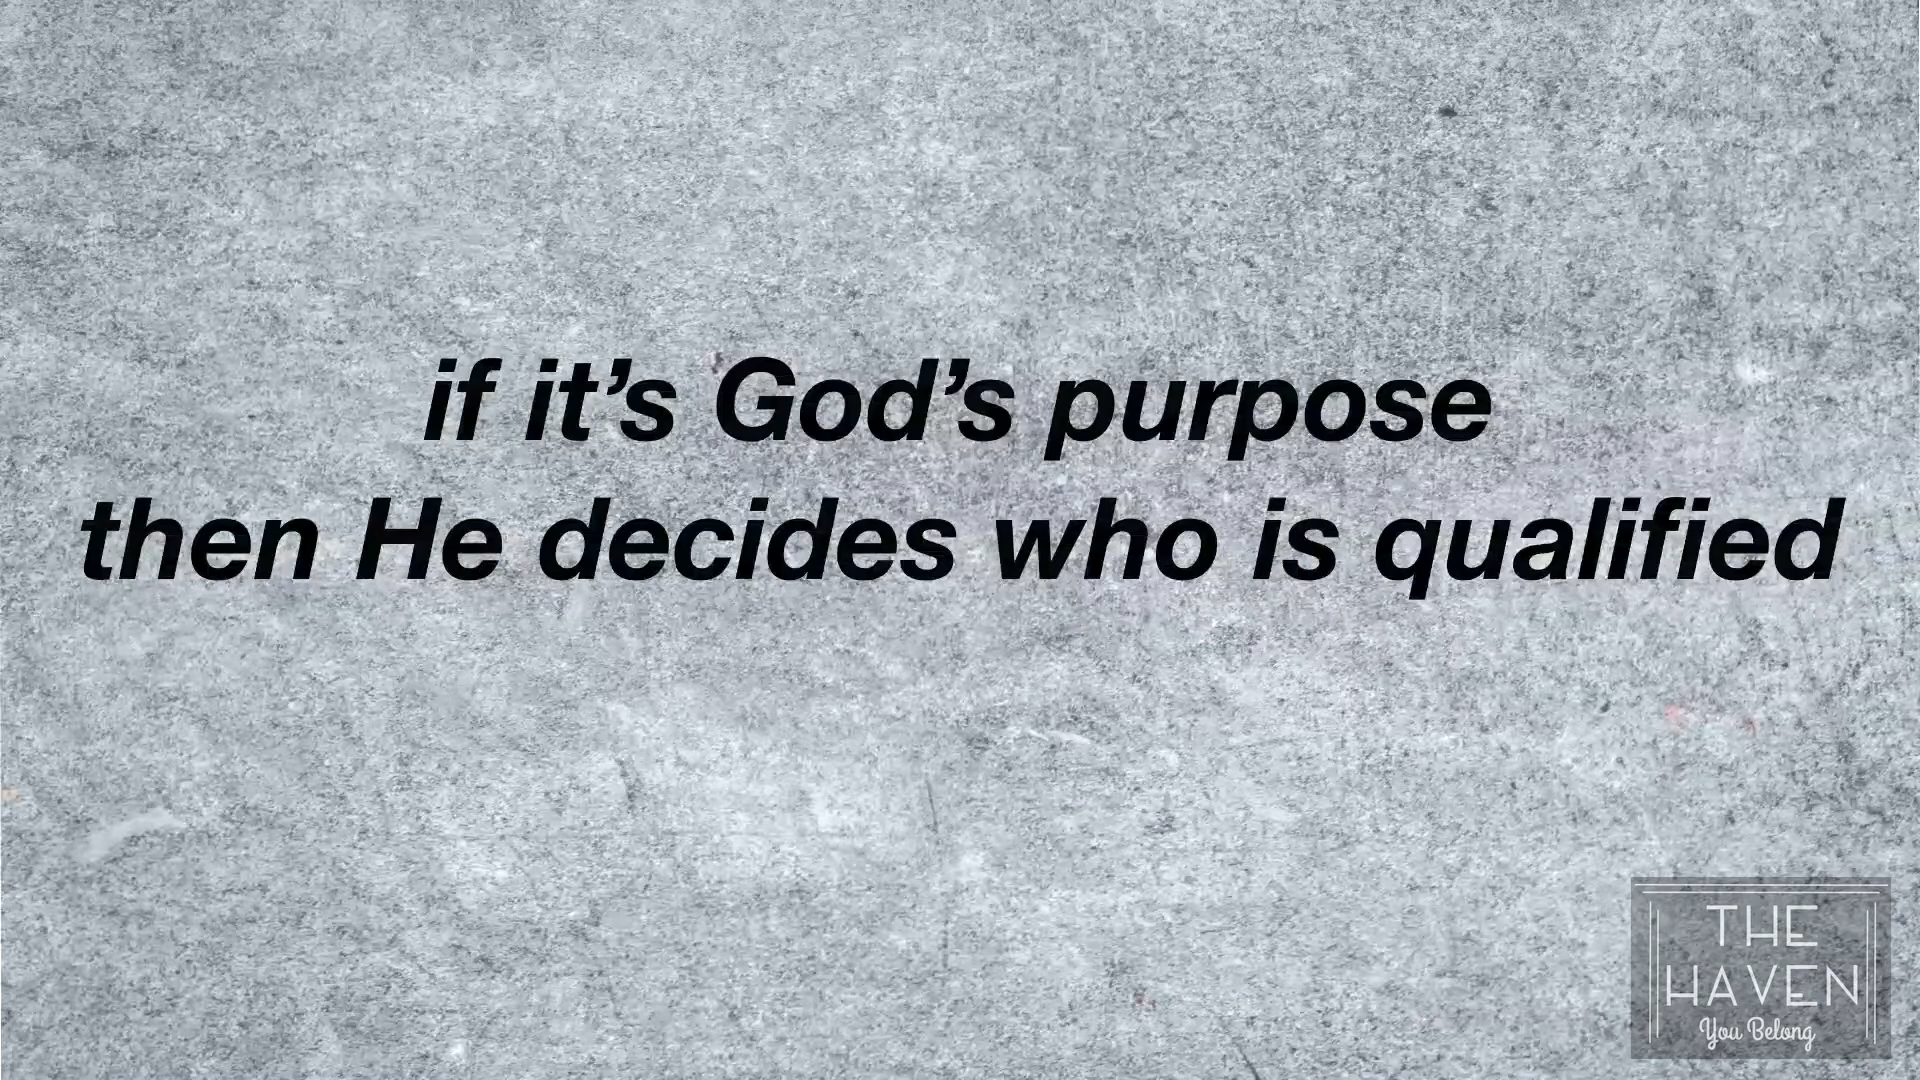 if it’s God’s purpose
then He decides who is qualified
THE
HAVEN
You Belong